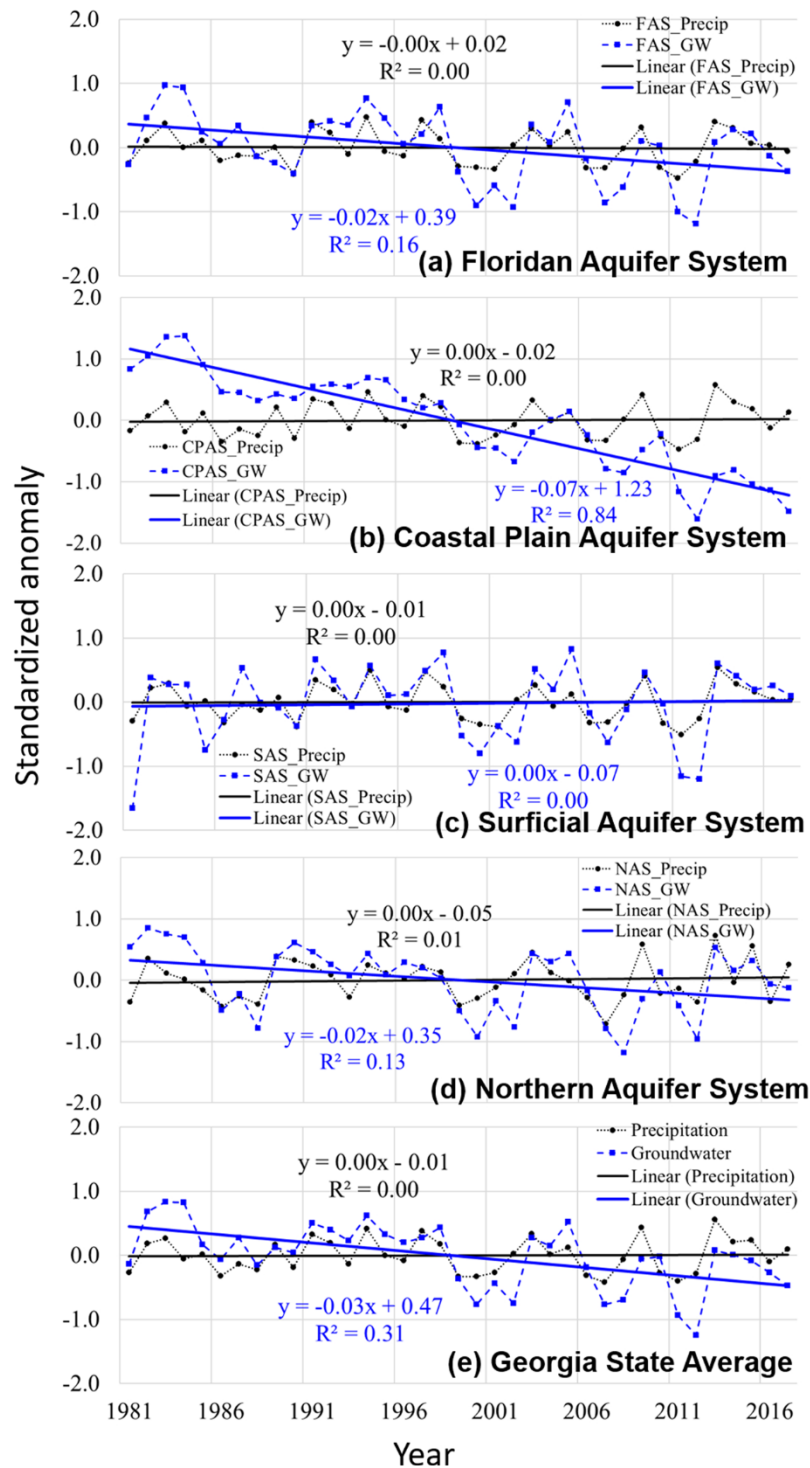 Standardized anomaly
2.0
1.0
0.0
-1.0
-2.0
y = -0.00x + 0.02
R² = 0.00
FAS_Precip
FAS_GW
Linear (FAS_Precip)
Linear (FAS_GW)
y = -0.02x + 0.39
R² = 0.16
(a) Floridan Aquifer System
2.0
1.0
0.0
-1.0
-2.0
y = 0.00x - 0.02
R² = 0.00
CPAS_Precip
CPAS_GW
Linear (CPAS_Precip)
Linear (CPAS_GW)
y = -0.07x + 1.23
R² = 0.84
(b) Coastal Plain Aquifer System
2.0
1.0
0.0
-1.0
-2.0
y = 0.00x - 0.01
R² = 0.00
SAS_Precip
SAS_GW
Linear (SAS_Precip)
Linear (SAS_GW)
y = 0.00x - 0.07
R² = 0.00
(c) Surficial Aquifer System
2.0
1.0
0.0
-1.0
-2.0
y = 0.00x - 0.05
R² = 0.01
NAS_Precip
NAS_GW
Linear (NAS_Precip)
Linear (NAS_GW)
y = -0.02x + 0.35
R² = 0.13
(d) Northern Aquifer System
2.0
1.0
0.0
-1.0
-2.0
y = 0.00x - 0.01
R² = 0.00
Precipitation
Groundwater
Linear (Precipitation)
Linear (Groundwater)
y = -0.03x + 0.47
R² = 0.31
(e) Georgia State Average
1981 1986 1991 1996 2001 2006 2011 2016
Year